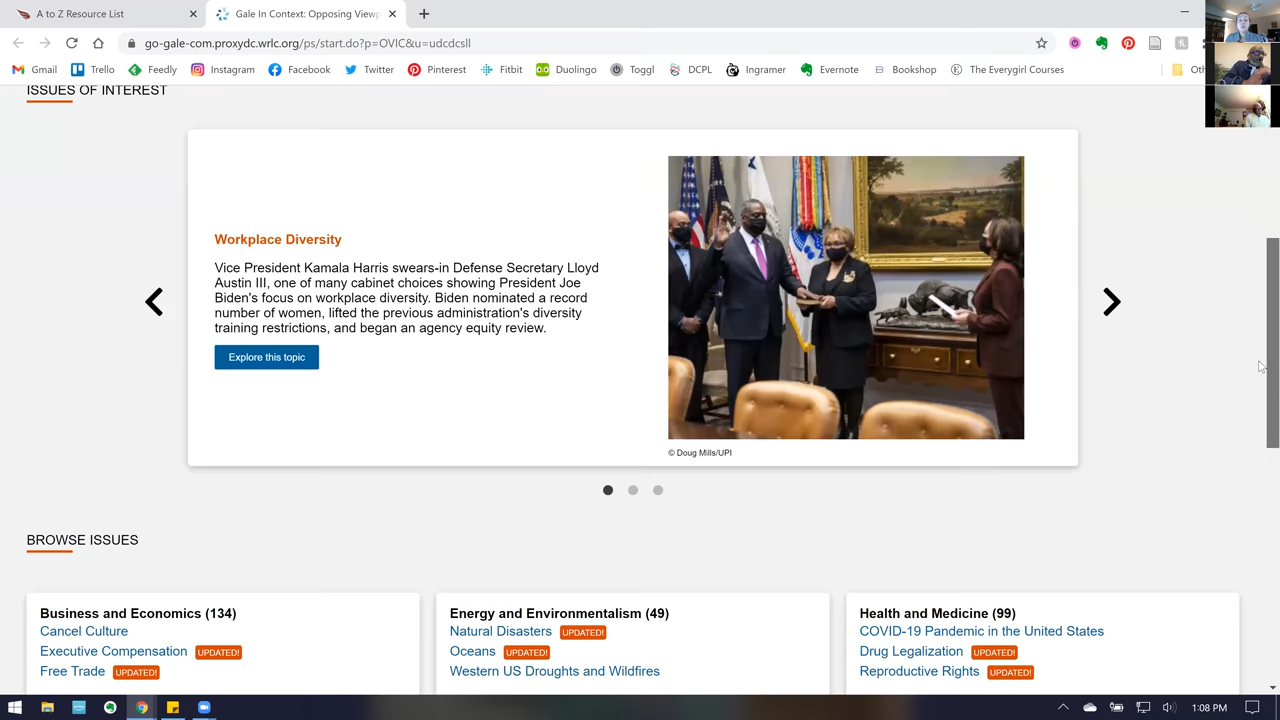 A to Z Resource List
Gale In Context: Opposing Viewp
go-gale-com.proxydc.wrlc.org/ps/start.do?p=OVIC&u=udcdcsll
Gmail Trello Feedly Instagram Facebook Twitter Pinterest Fitbit Duolingo Toggl DCPL Ingramer Evernote Bookshop The Everygirl Courses
ISSUES OF INTEREST
Workplace Diversity
Vice President Kamala Harris swears-in Defense Secretary Lloyd
Austin III, one of many cabinet choices showing President Joe
Biden's focus on workplace diversity. Biden nominated a record
number of women, lifted the previous administration's diversity
training restrictions, and began an agency equity review.
Explore this topic
© Doug Mills/UPI
BROWSE ISSUES
Business and Economics (134)
Cancel Culture
Executive Compensation UPDATED!
Free Trade UPDATED!
Energy and Environmentalism (49)
Natural Disasters UPDATED!
Oceans UPDATED!
Western US Droughts and Wildfires
Health and Medicine (99)
COVID-19 Pandemic in the United States
Drug Legalization UPDATED!
Reproductive Rights UPDATED!
1:08 PM